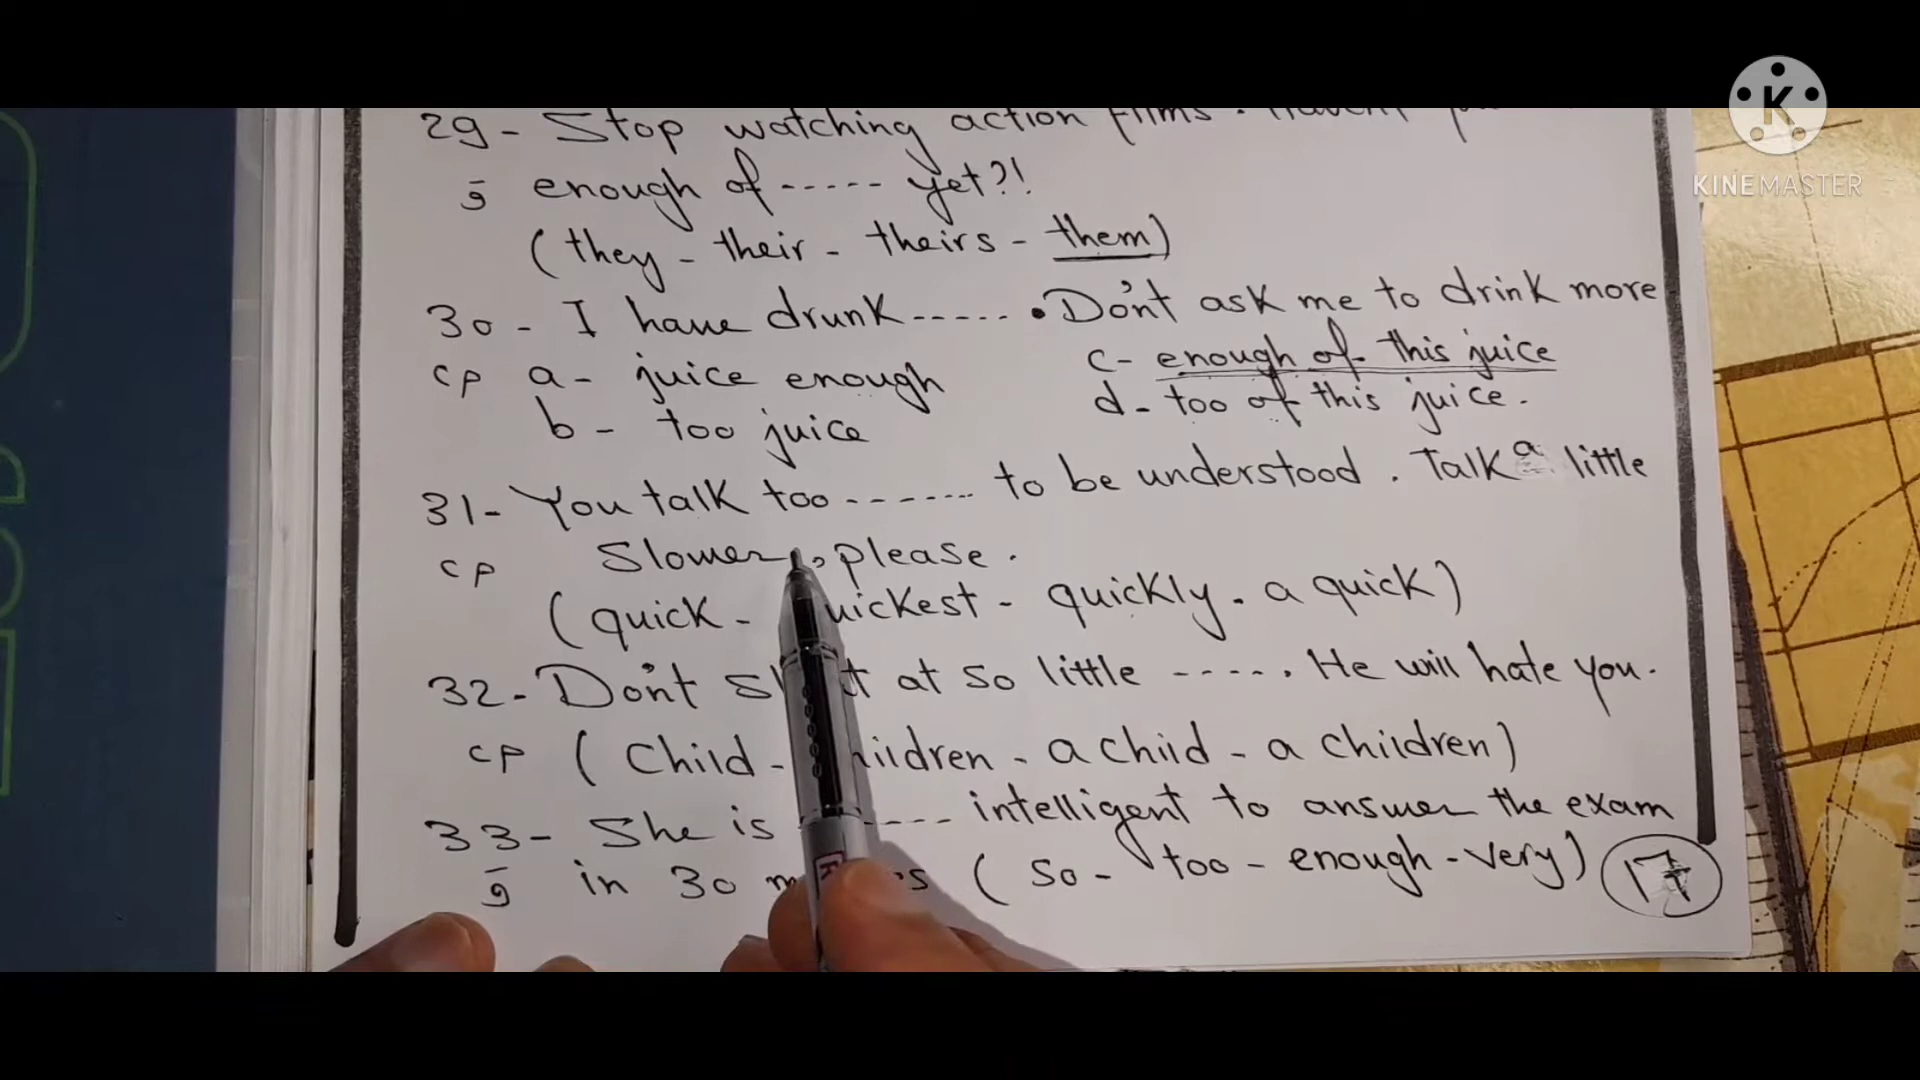 KINEMASTER
29- Stop watching action films.
enough of ----- yet?!
(they - their - theirs - them)
30- I have drunk ----- . Don't ask me to drink more
cp a- juice enough c- enough of this juice
b- too juice d- too of this juice.
31- You talk too ------- to be understood. Talk a little
cp slower, please.
(quick - quickest - quickly - a quick)
32- Don't at so little ----- . He will hate you.
cp (child - children - a child - a children)
33- She is ----- intelligent to answer the exam
in 30 (so - too - enough - very)
17